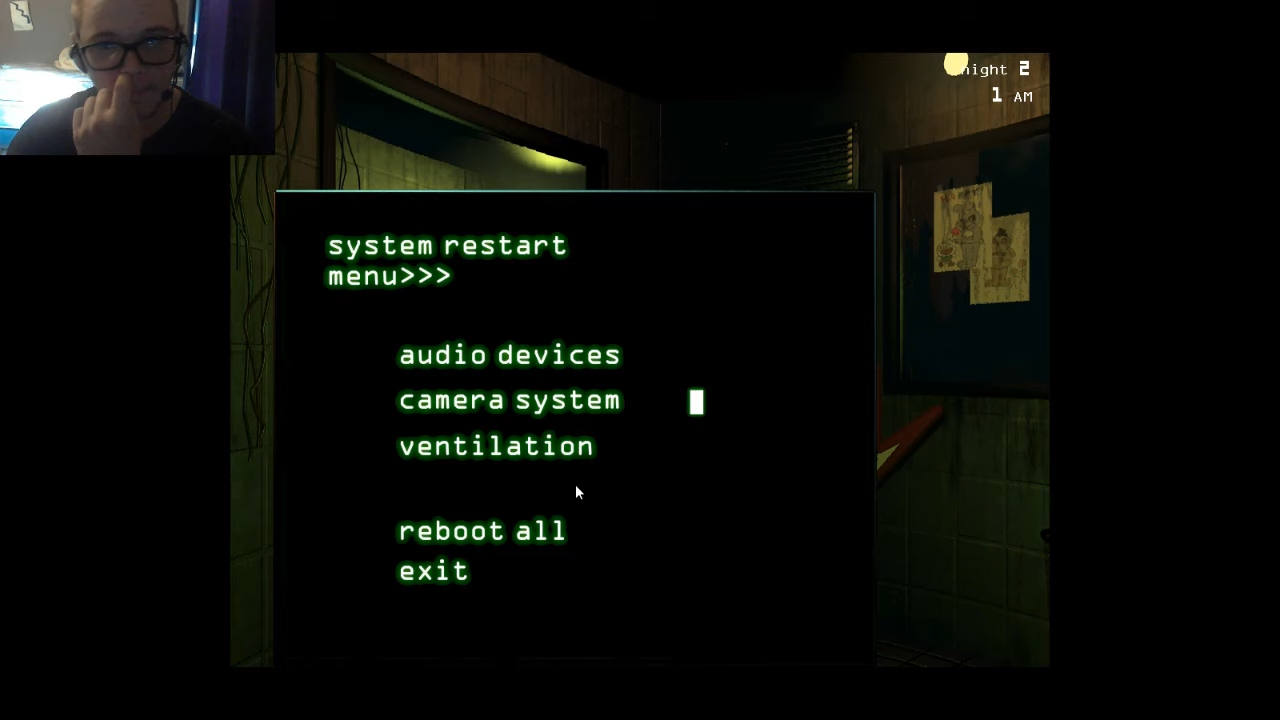 night 2
1 AM
system restart
menu>>>
audio devices
camera system
ventilation
reboot all
exit